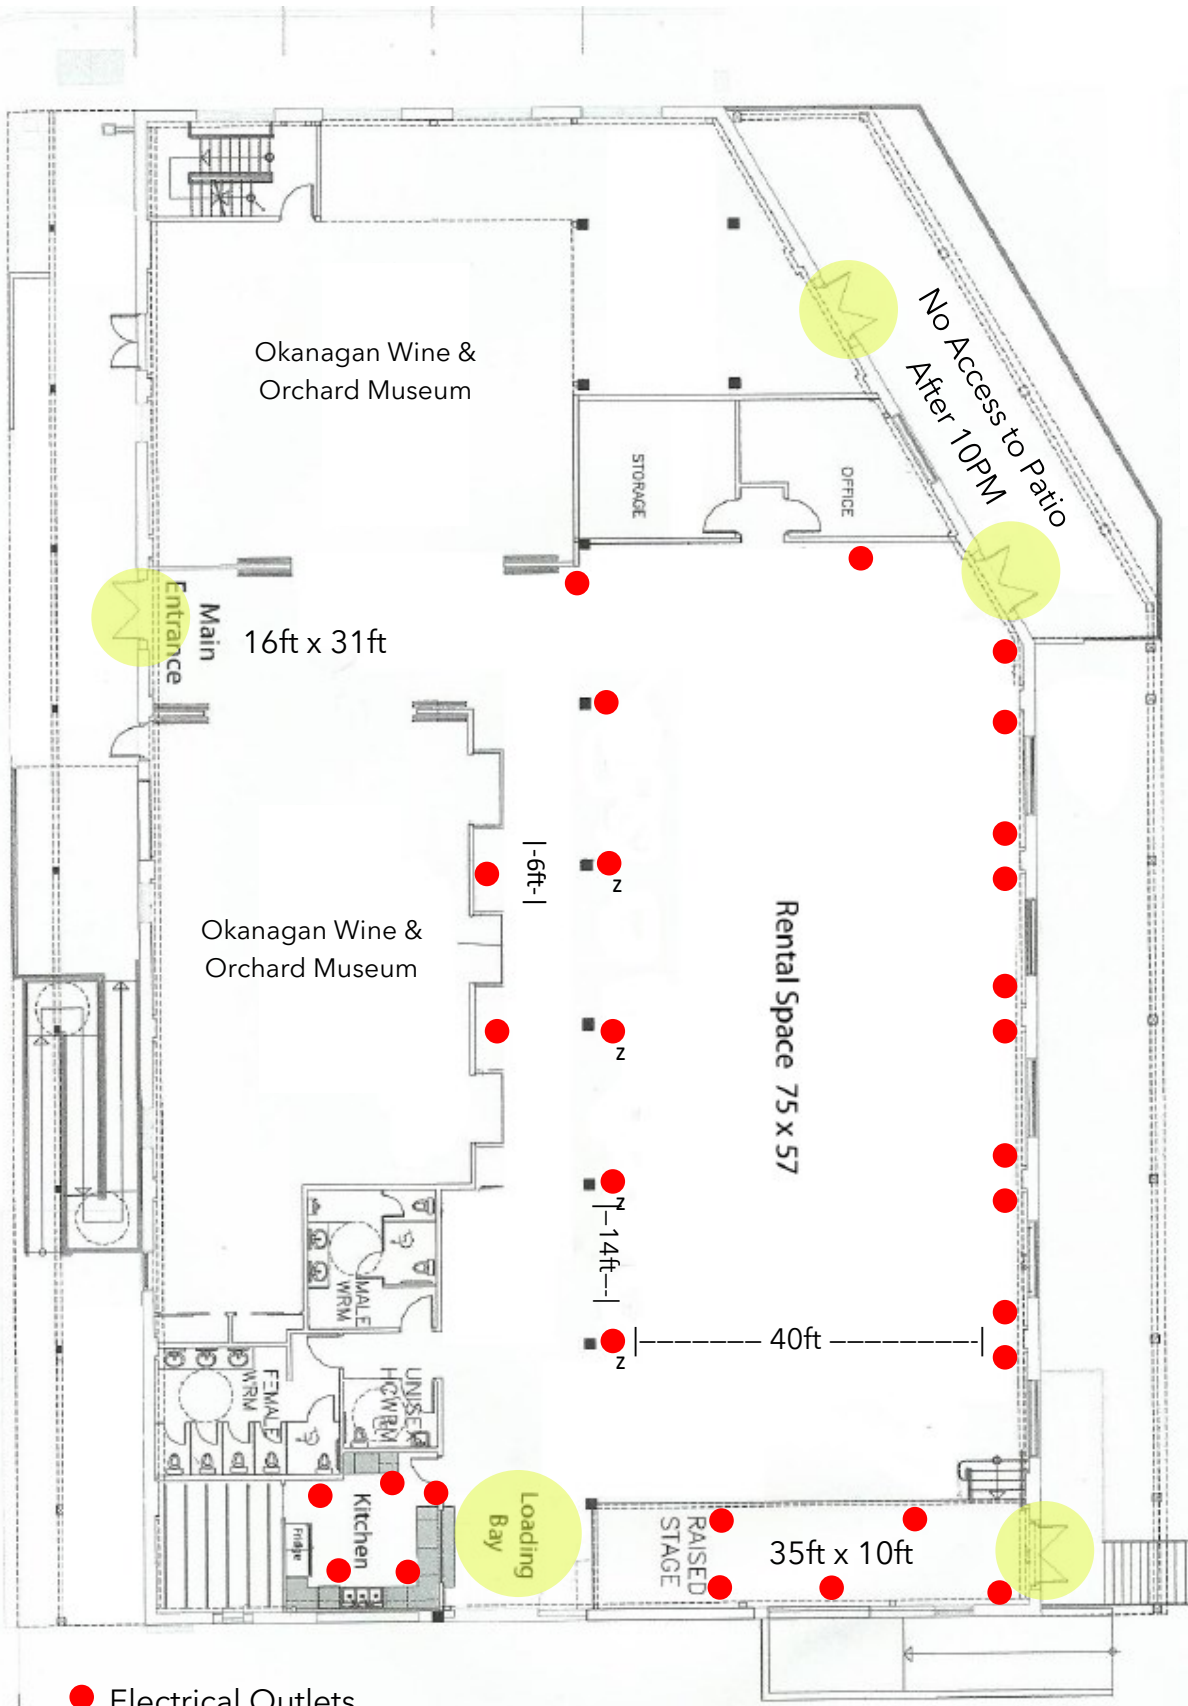 Okanagan Wine &
Orchard Museum
No Access to Patio
After 10PM
STORAGE
OFFICE
Main
Entrance
16ft x 31ft
|-6ft-|
z
Okanagan Wine &
Orchard Museum
Rental Space 75 x 57
z
z
|--14ft---|
MALE
WRM
|–––––––– 40ft ––––––––-|
z
FEMALE
WRM
UNISEX
HCWRM
Kitchen
Fridge
Loading
Bay
RAISED
STAGE
35ft x 10ft
Electrical Outlets